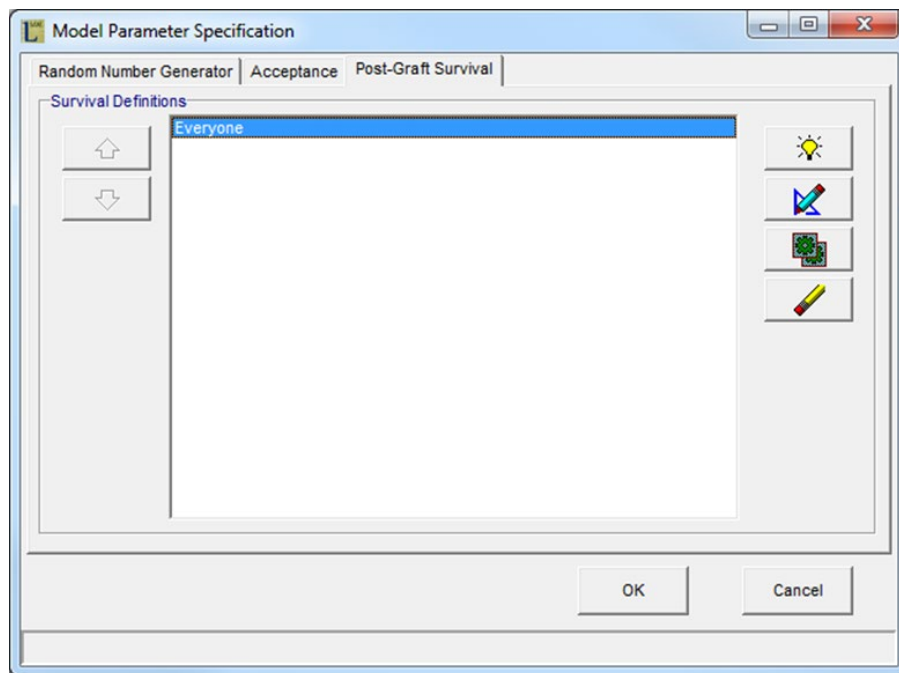 Model Parameter Specification
Random Number Generator Acceptance Post-Graft Survival
Survival Definitions
Everyone
OK Cancel